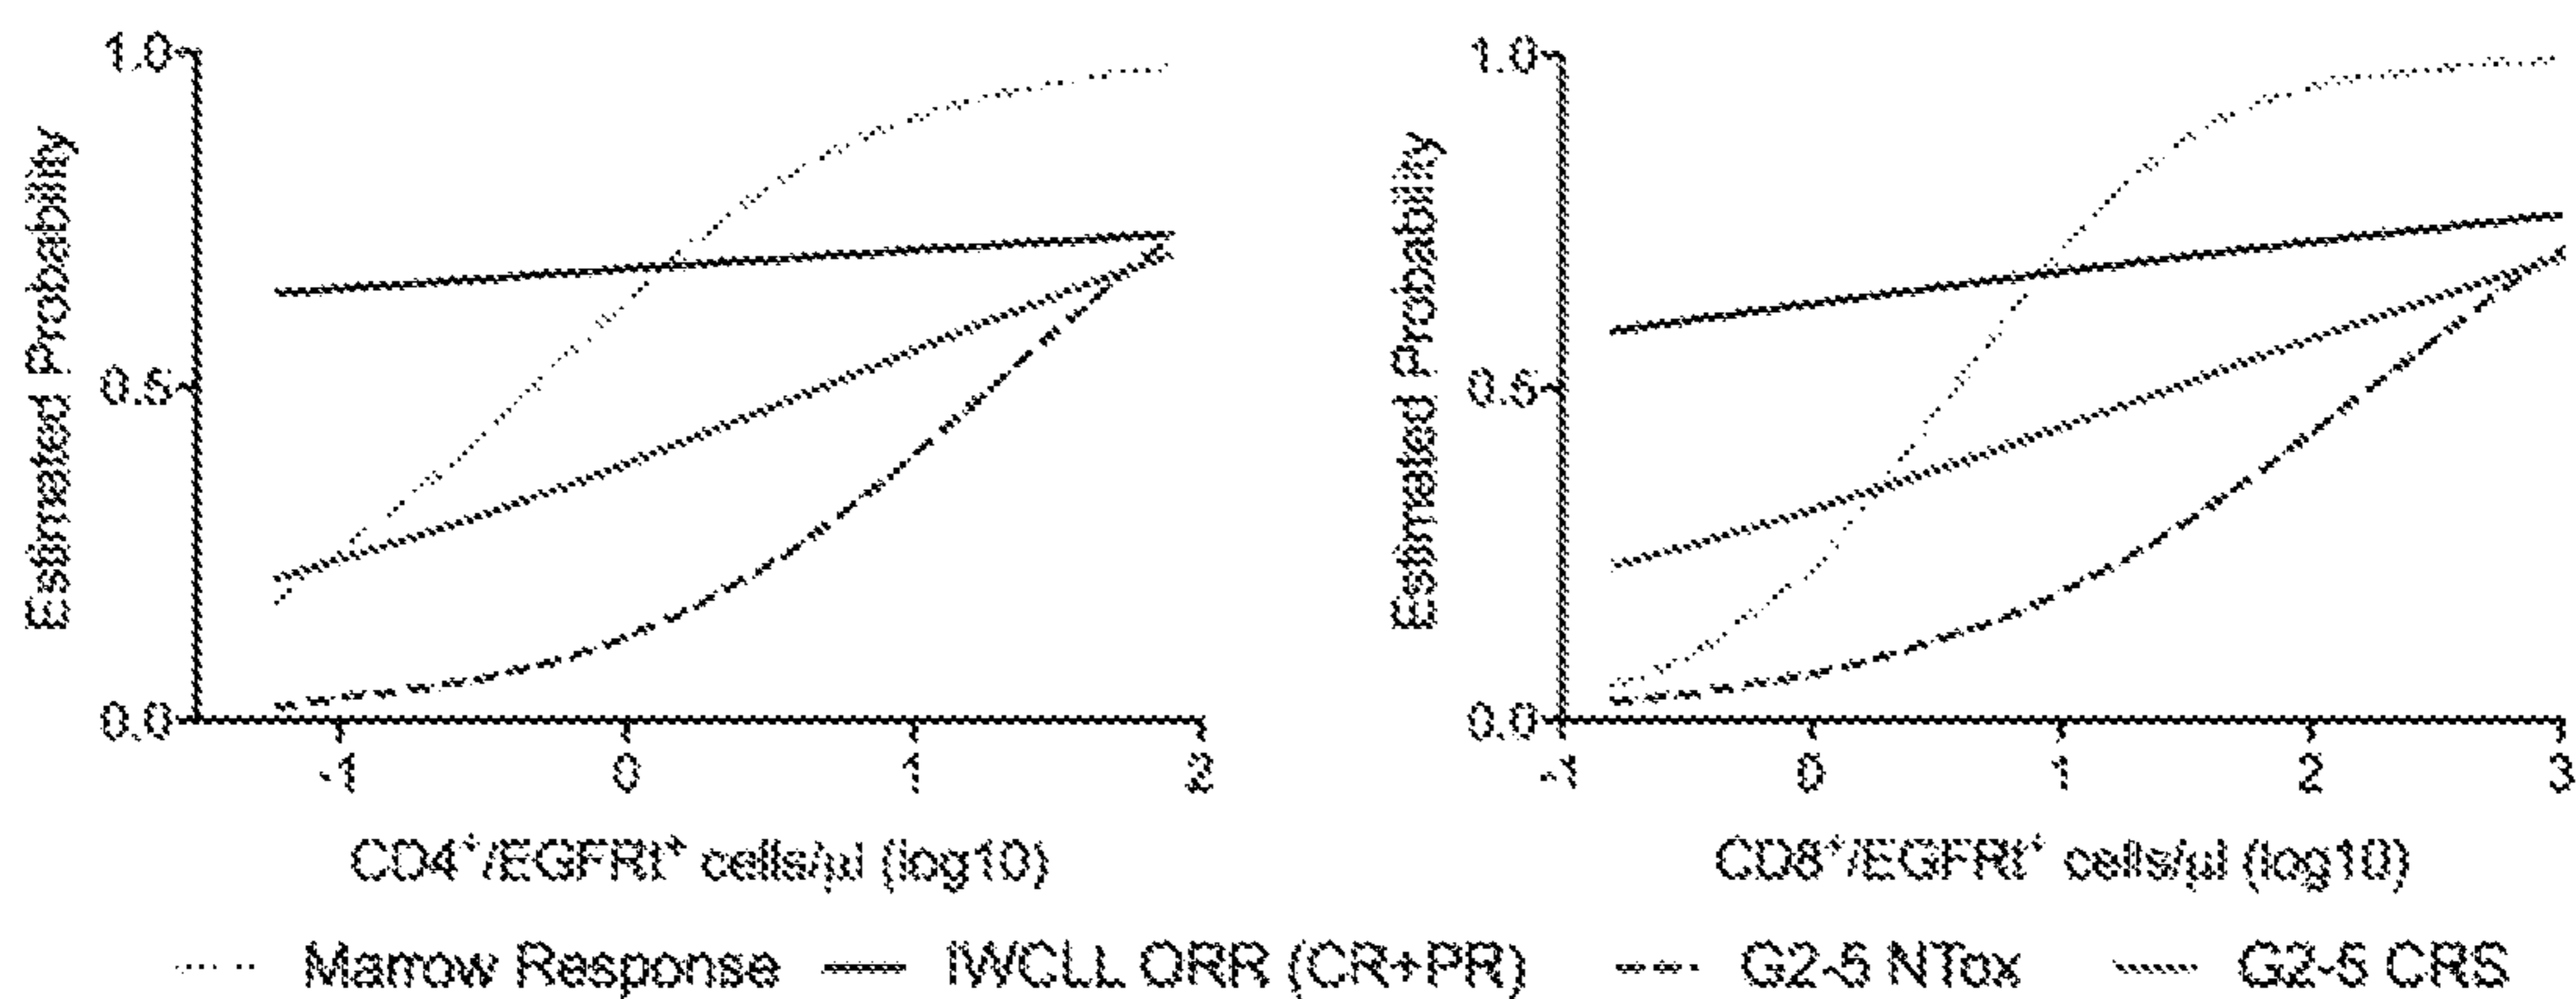 1.0
0.5
0.0
Estimated Probability
-1 0 1 2
CD4⁺/EGFRt⁺ cells/µl (log10)
1.0
0.5
0.0
Estimated Probability
-1 0 1 2 3
CD8⁺/EGFRt⁺ cells/µl (log10)
Marrow Response IWCLL ORR (CR+PR) G2-5 NTox G2-5 CRS